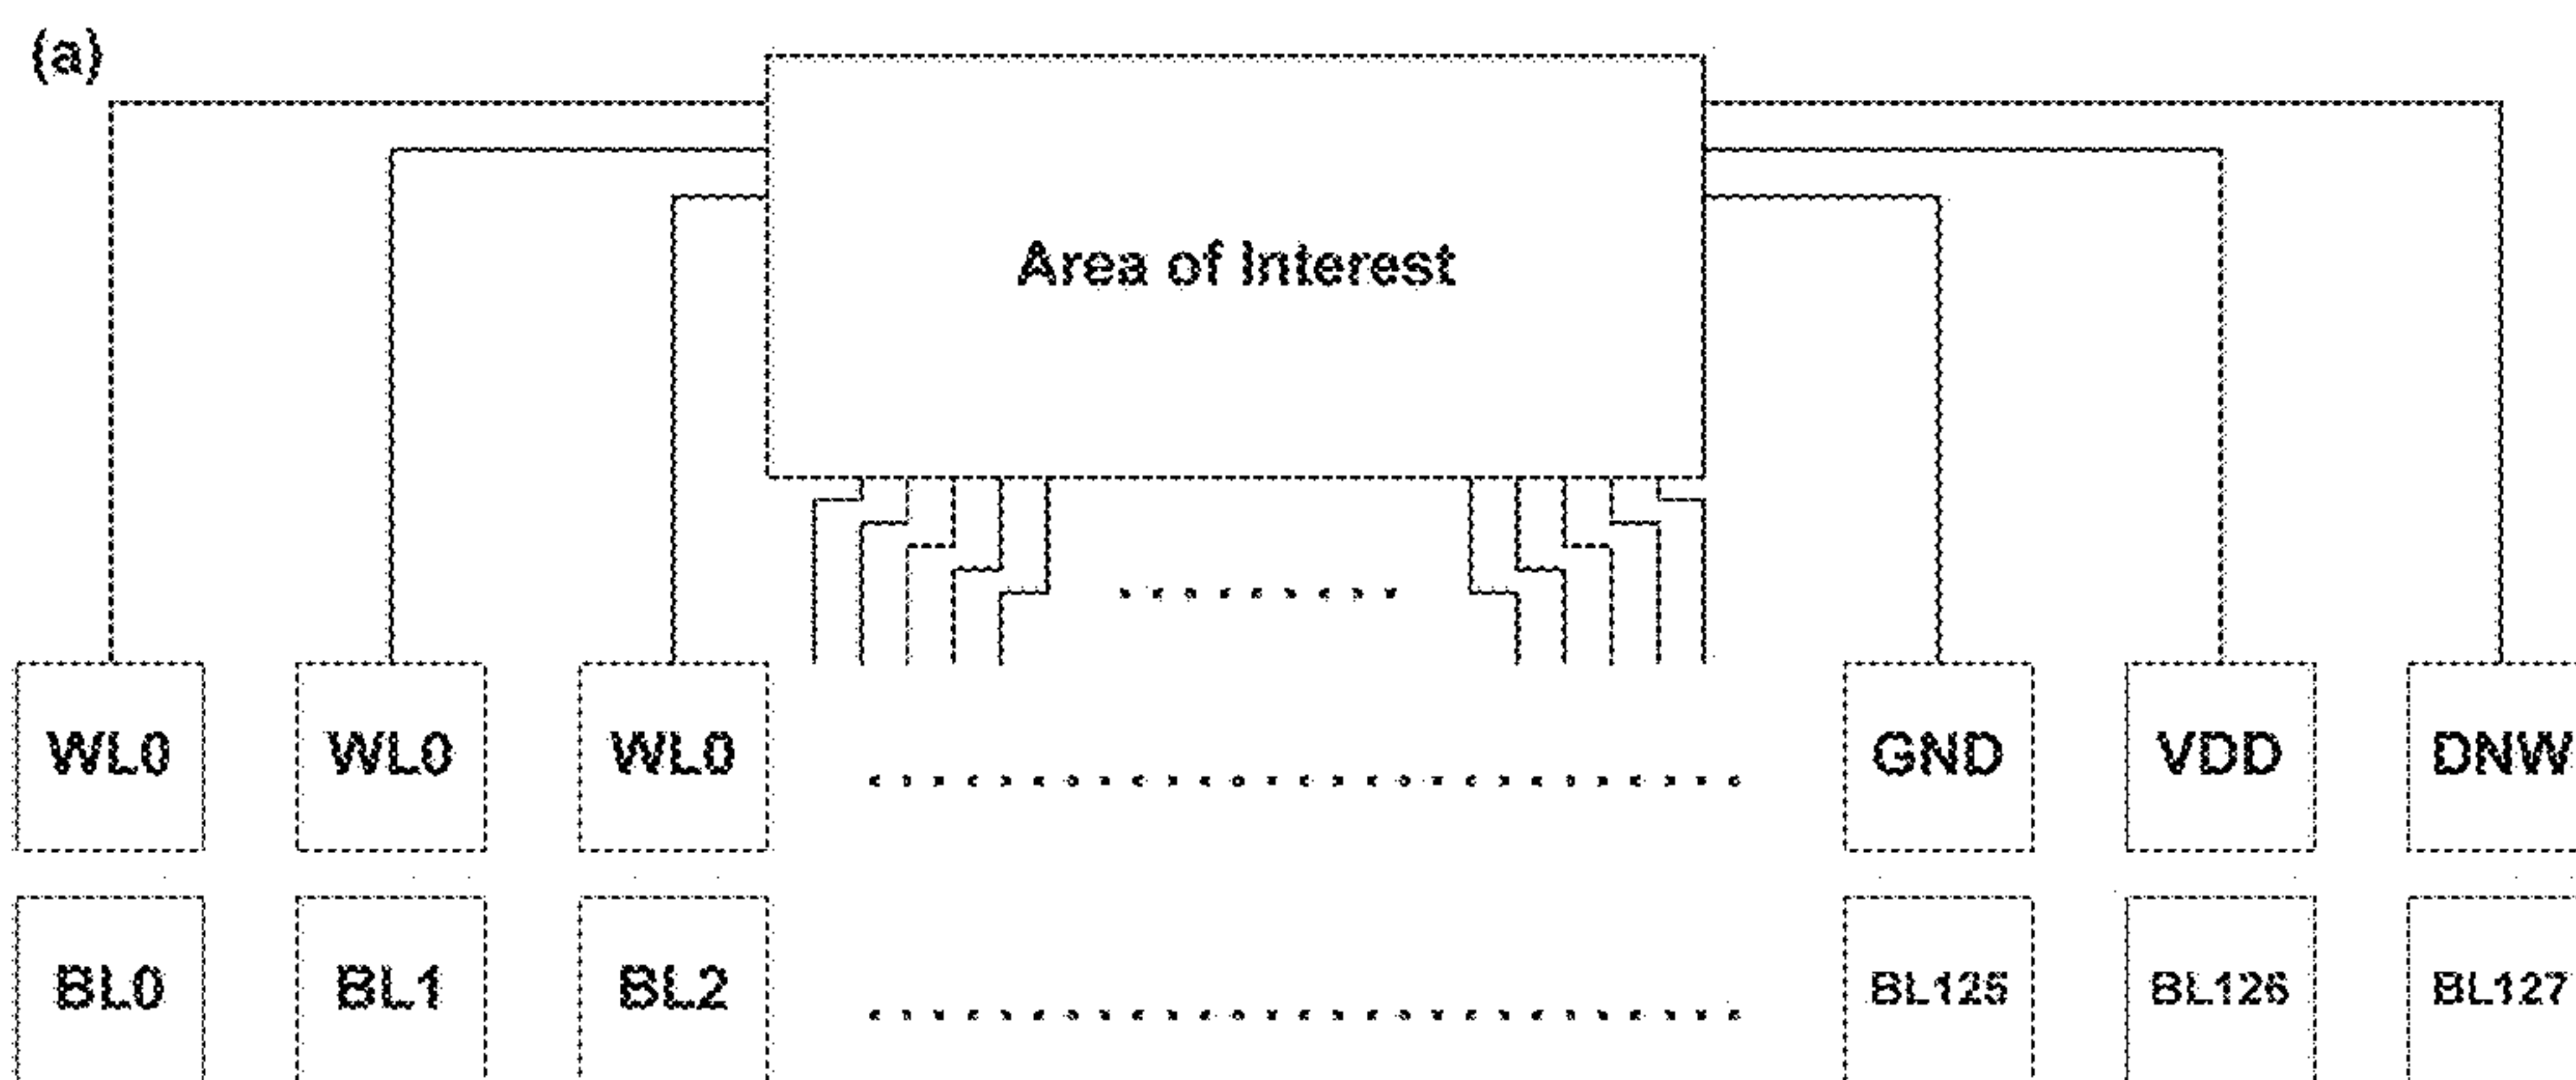 (a)
Area of Interest
WL0 WL0 WL0 GND VDD DNW
BL0 BL1 BL2 BL125 BL126 BL127